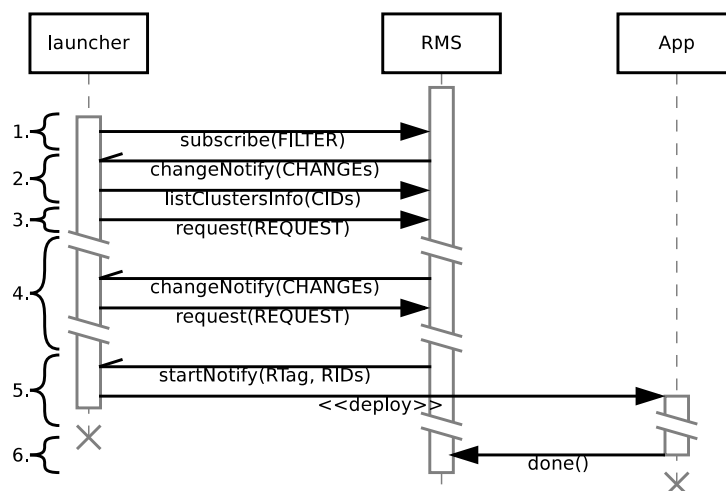 launcher RMS App
1.
subscribe(FILTER)
2.
changeNotify(CHANGEs)
listClustersInfo(CIDs)
3.
request(REQUEST)
4.
changeNotify(CHANGEs)
request(REQUEST)
5.
startNotify(RTag, RIDs)
<<deploy>>
6.
done()